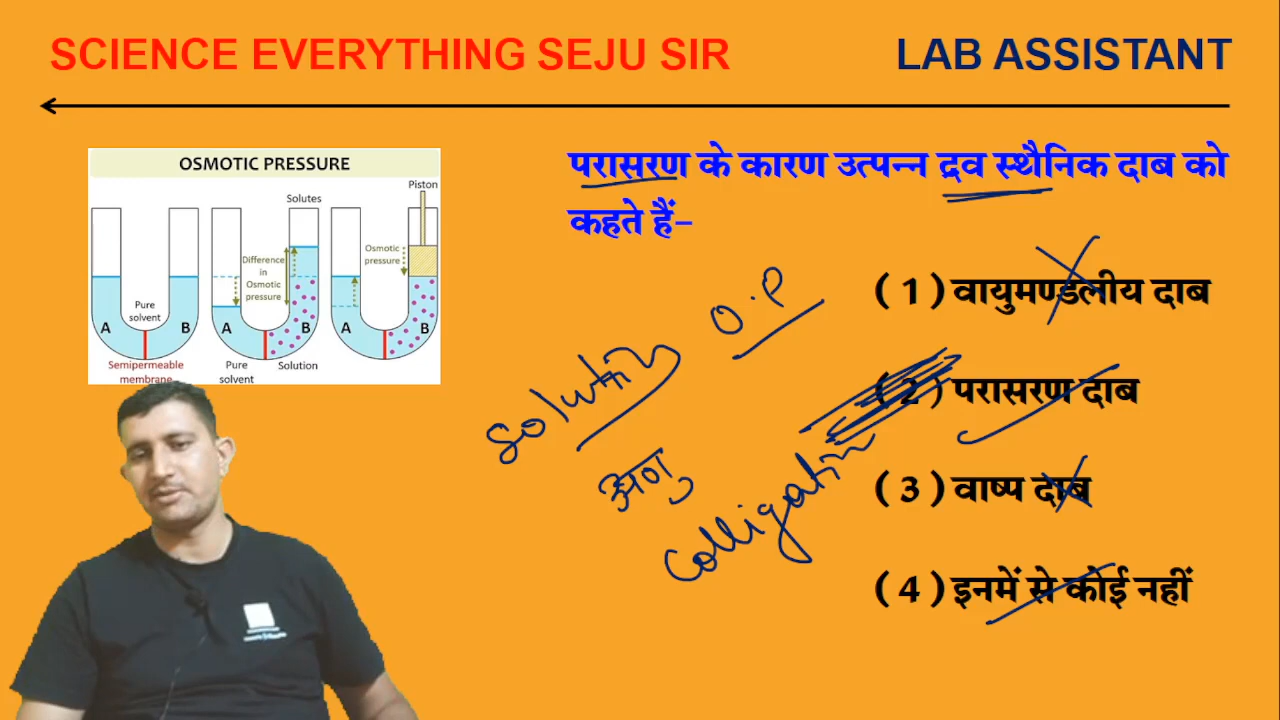 SCIENCE EVERYTHING SEJU SIR
LAB ASSISTANT
OSMOTIC PRESSURE
Piston
Solutes
Osmotic
pressure
Difference
in
Osmotic
pressure
Pure
solvent
A
B
A
B
A
B
Semipermeable
membrane
Pure
solvent
Solution
परासरण के कारण उत्पन्न द्रव स्थैनिक दाब को
कहते हैं-
( 1 ) वायुमण्डलीय दाब
( 2 ) परासरण दाब
( 3 ) वाष्प दाब
( 4 ) इनमें से कोई नहीं
O.P
Solution
अणु